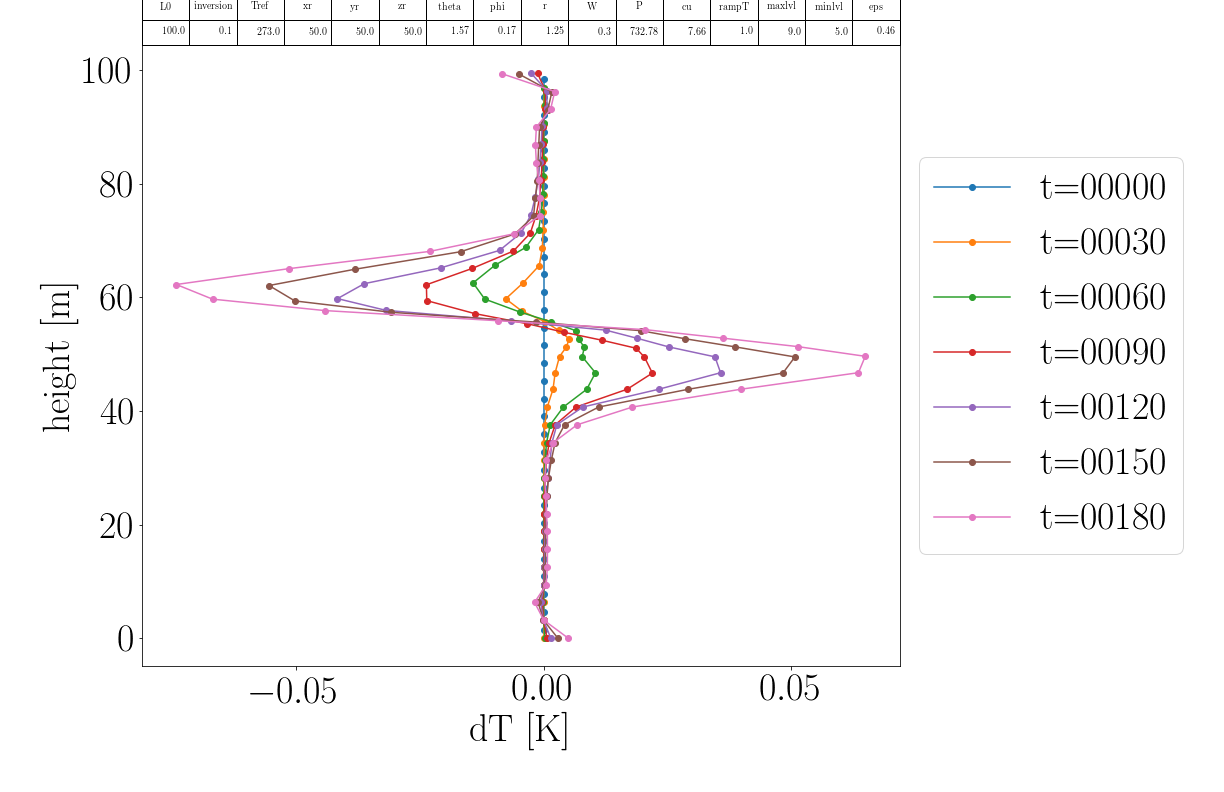 L0 inversion Tref xr yr zr theta phi r W P cu rampT maxlvl minlvl eps
100.0 0.1 273.0 50.0 50.0 50.0 1.57 0.17 1.25 0.3 732.78 7.66 1.0 9.0 5.0 0.46
100
80
60
40
20
0
height [m]
−0.05 0.00 0.05
dT [K]
t=00000
t=00030
t=00060
t=00090
t=00120
t=00150
t=00180